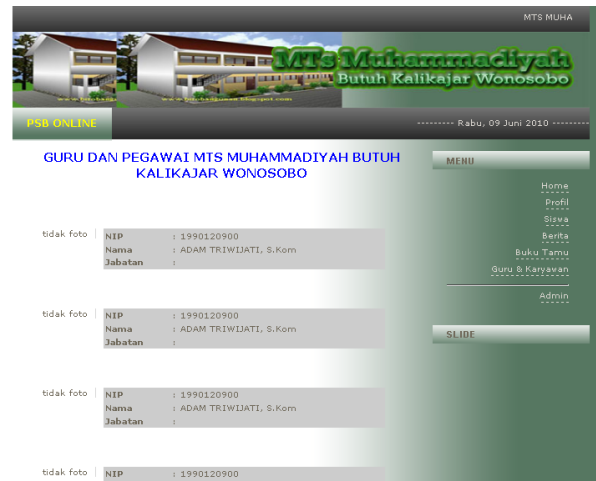 MTS MUHA
MTs Muhammadiyah
Butuh Kalikajar Wonosobo
PSB ONLINE
--------- Rabu, 09 Juni 2010 ---------
GURU DAN PEGAWAI MTS MUHAMMADIYAH BUTUH
KALIKAJAR WONOSOBO
tidak foto
NIP : 1990120900
Nama : ADAM TRIWIJATI, S.Kom
Jabatan :
tidak foto
NIP : 1990120900
Nama : ADAM TRIWIJATI, S.Kom
Jabatan :
tidak foto
NIP : 1990120900
Nama : ADAM TRIWIJATI, S.Kom
Jabatan :
tidak foto
NIP : 1990120900
MENU
Home
Profil
Siswa
Berita
Buku Tamu
Guru & Karyawan
Admin
SLIDE